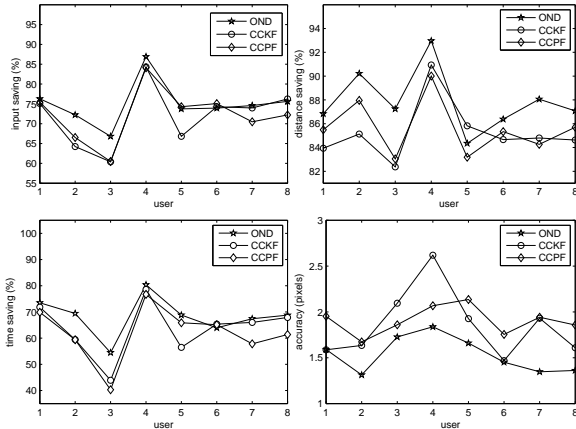 95
90
85
80
75
70
65
60
55
input saving (%)
1 2 3 4 5 6 7 8
user
OND
CCKF
CCPF
96
94
92
90
88
86
84
82
distance saving (%)
1 2 3 4 5 6 7 8
user
OND
CCKF
CCPF
100
90
80
70
60
50
40
time saving (%)
1 2 3 4 5 6 7 8
user
OND
CCKF
CCPF
3
2.5
2
1.5
1
accuracy (pixels)
1 2 3 4 5 6 7 8
user
OND
CCKF
CCPF